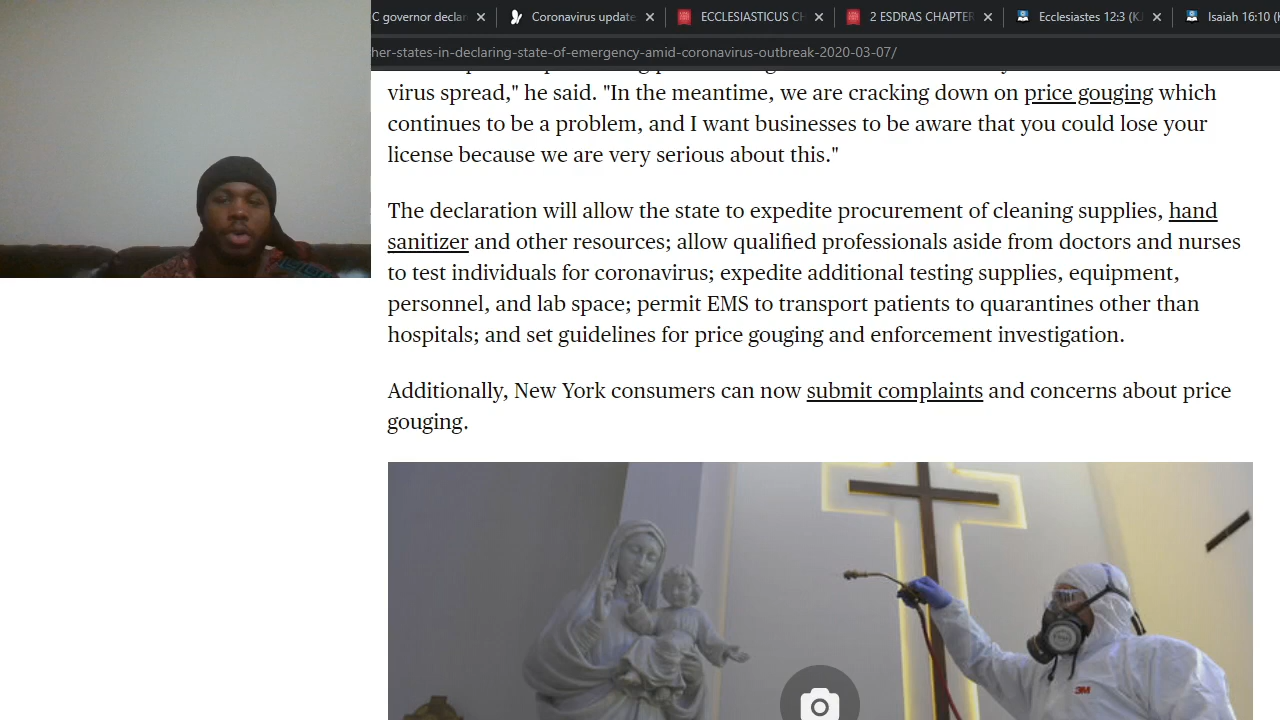 C governor declar
Coronavirus update
ECCLESIASTICUS CH
2 ESDRAS CHAPTER
Ecclesiastes 12:3 (KJ
Isaiah 16:10 (K
her-states-in-declaring-state-of-emergency-amid-coronavirus-outbreak-2020-03-07/
virus spread," he said. "In the meantime, we are cracking down on price gouging which
continues to be a problem, and I want businesses to be aware that you could lose your
license because we are very serious about this."
The declaration will allow the state to expedite procurement of cleaning supplies, hand
sanitizer and other resources; allow qualified professionals aside from doctors and nurses
to test individuals for coronavirus; expedite additional testing supplies, equipment,
personnel, and lab space; permit EMS to transport patients to quarantines other than
hospitals; and set guidelines for price gouging and enforcement investigation.
Additionally, New York consumers can now submit complaints and concerns about price
gouging.
3M